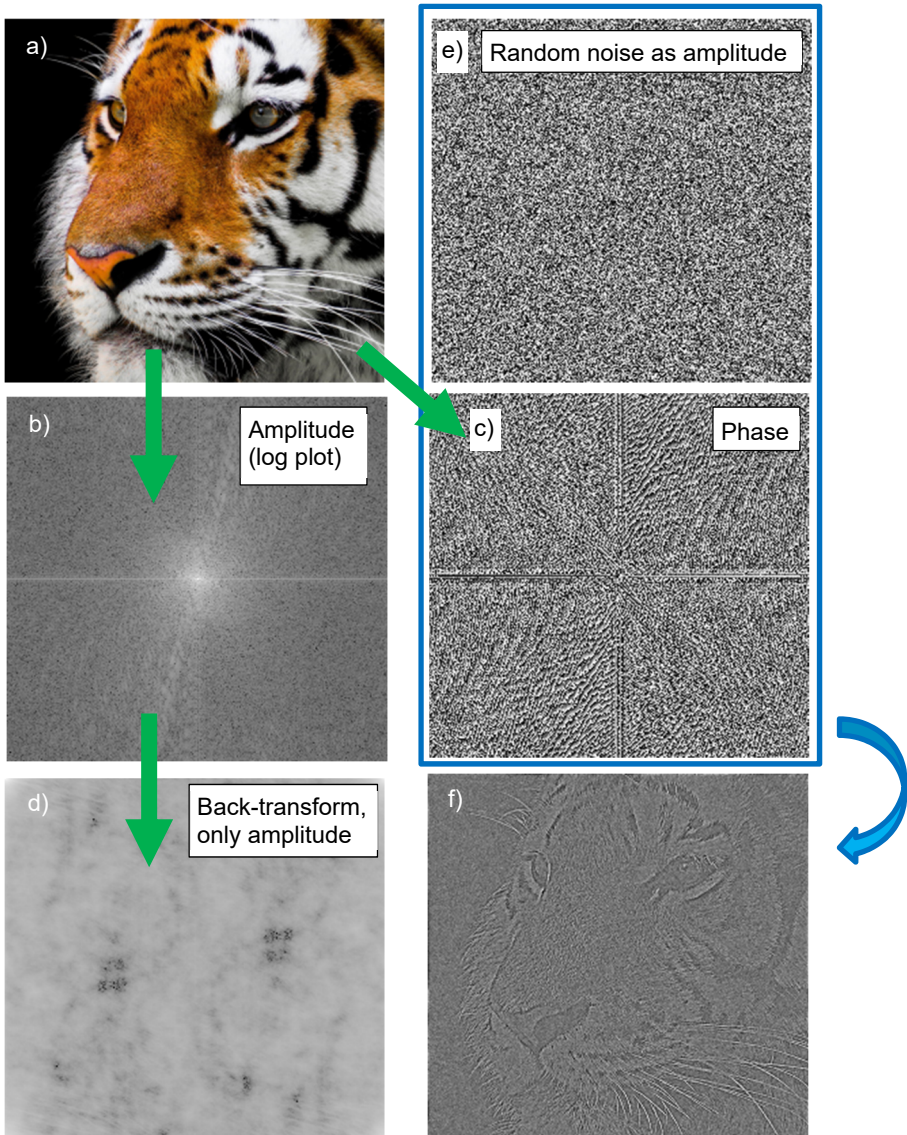 a)
e)
Random noise as amplitude
b)
Amplitude
(log plot)
c)
Phase
d)
Back-transform,
only amplitude
f)